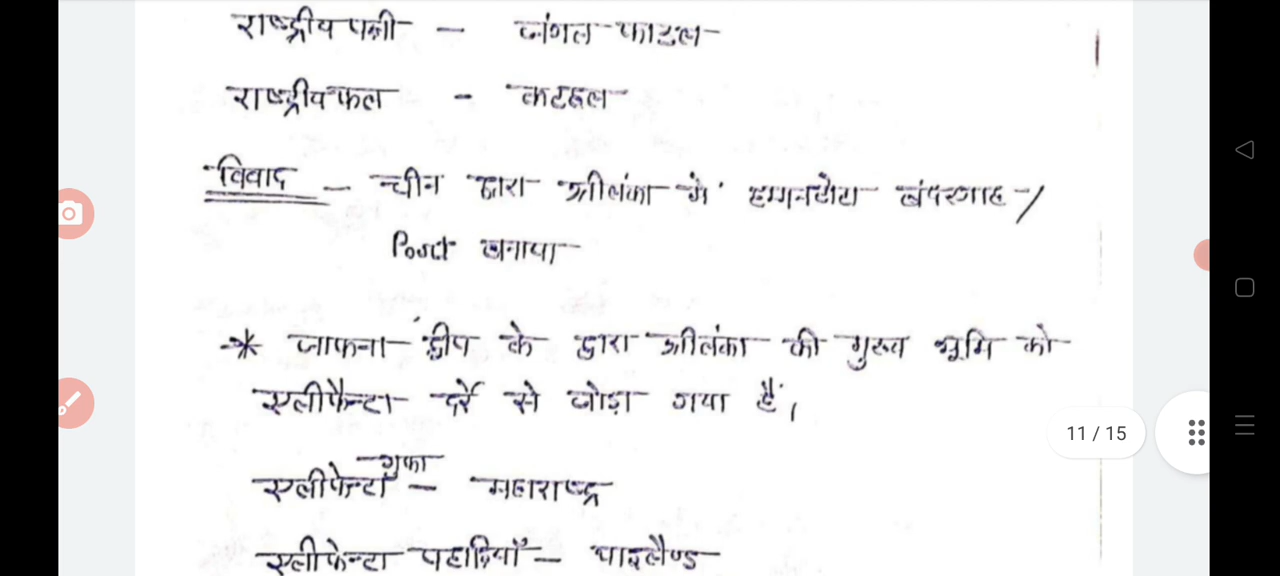 राष्ट्रीय पक्षी - जंगल फाउल
राष्ट्रीय फल - कटहल
विवाद - चीन द्वारा श्रीलंका में हम्मनटोटा बंदरगाह /
Port बनाया
* जाफना द्वीप के द्वारा श्रीलंका की मुख्य भूमि को
एलीफैन्टा दर्रे से जोड़ा गया है।
एलीफेन्टा गुफा - महाराष्ट्र
एलीफेन्टा पहाड़ियाँ - थाइलैण्ड
11 / 15